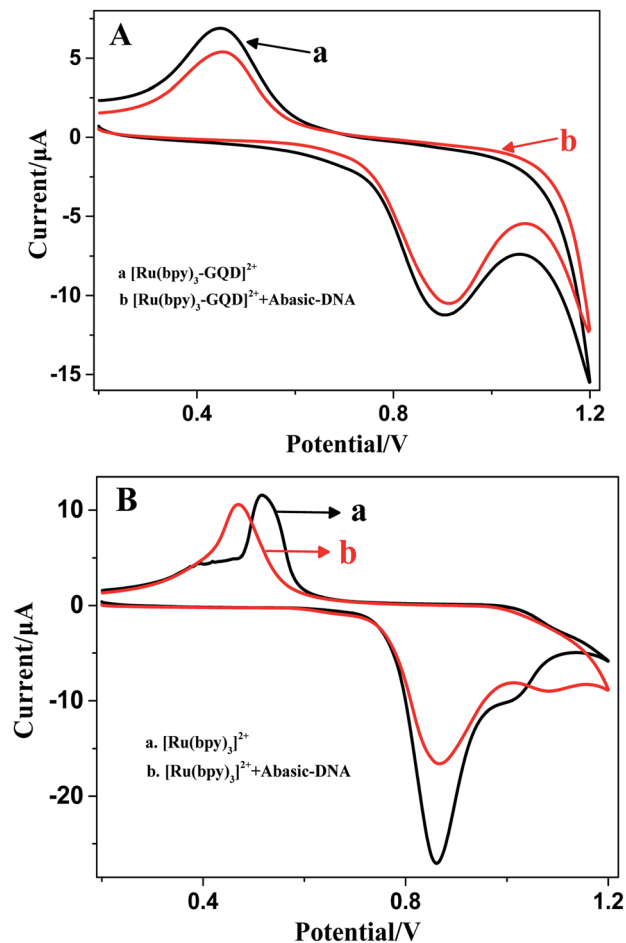 A
a
b
5
0
-5
-10
-15
Current/μA
a [Ru(bpy)₃-GQD]²⁺
b [Ru(bpy)₃-GQD]²⁺+Abasic-DNA
0.4
0.8
1.2
Potential/V
B
a
b
10
0
-10
-20
Current/μA
a. [Ru(bpy)₃]²⁺
b. [Ru(bpy)₃]²⁺+Abasic-DNA
0.4
0.8
1.2
Potential/V